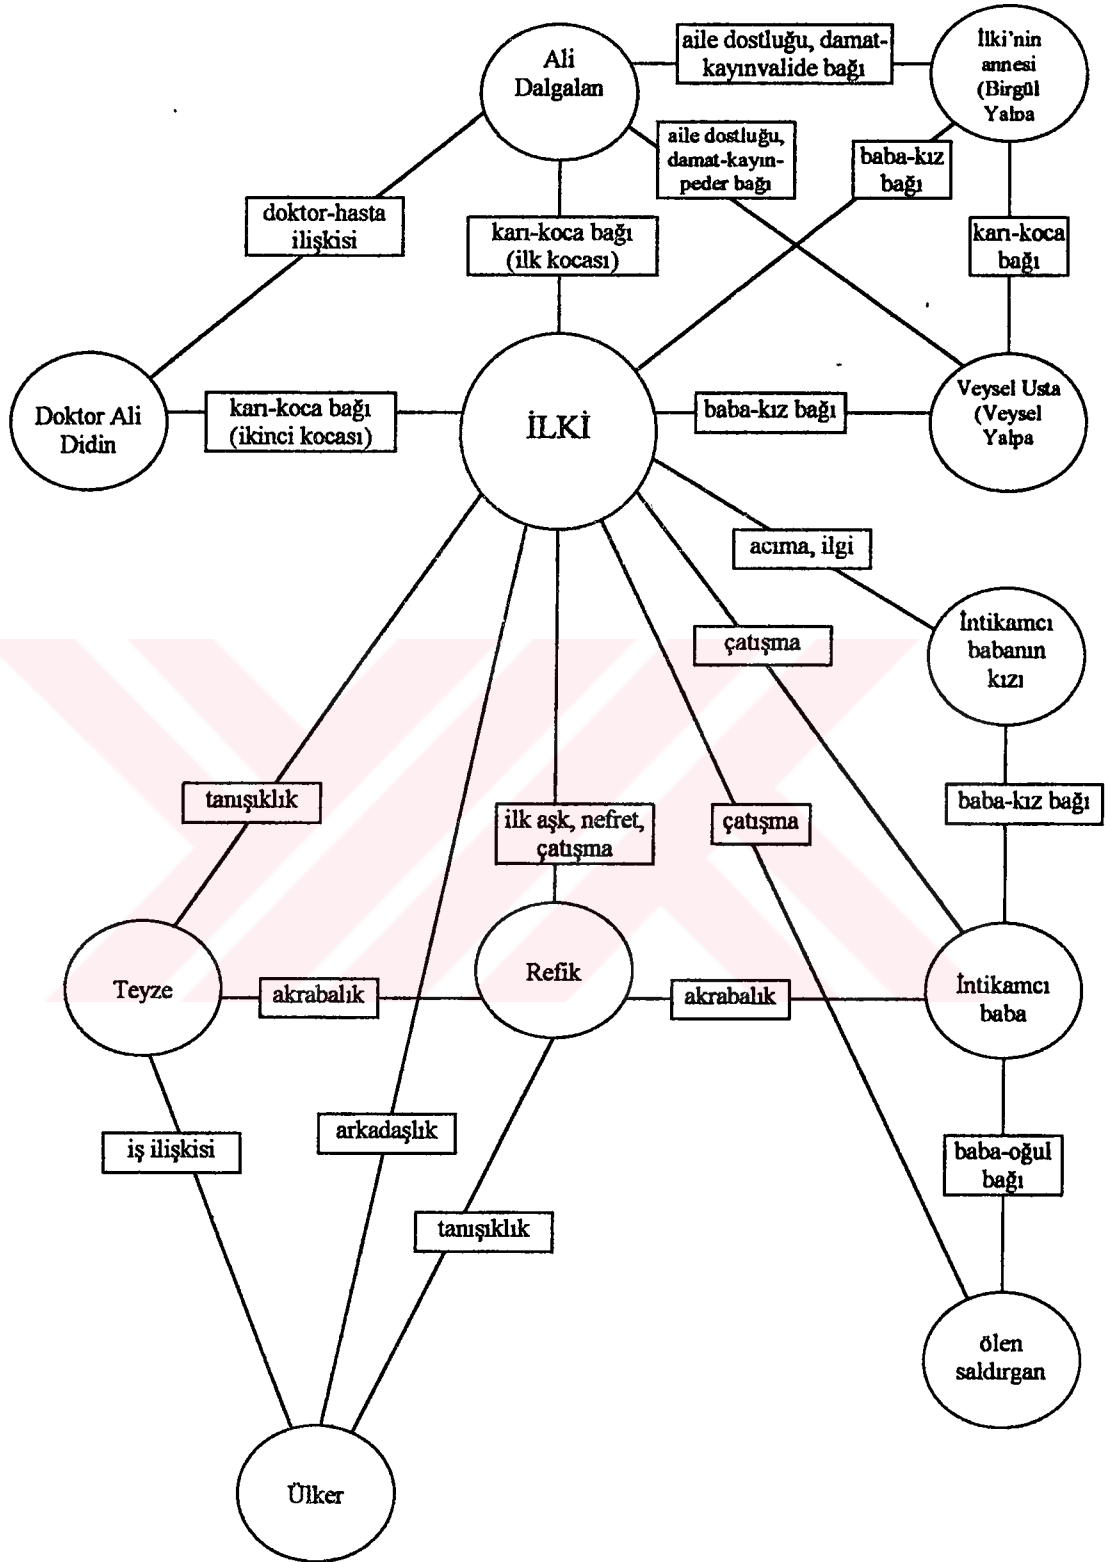 Ali
Dalgalan
aile dostluğu, damat-
kayınvalide bağı
İlki'nin
annesi
(Birgül
Yalpa
aile dostluğu,
damat-kayın-
peder bağı
baba-kız
bağı
doktor-hasta
ilişkisi
karı-koca bağı
(ilk kocası)
karı-koca
bağı
Doktor Ali
Didin
karı-koca bağı
(ikinci kocası)
İLKİ
baba-kız bağı
Veysel Usta
(Veysel
Yalpa
acıma, ilgi
İntikamcı
babanın
kızı
çatışma
tanışıklık
ilk aşk, nefret,
çatışma
çatışma
baba-kız bağı
Teyze
akrabalık
Refik
akrabalık
İntikamcı
baba
iş ilişkisi
arkadaşlık
baba-oğul
bağı
tanışıklık
ölen
saldırgan
Ülker